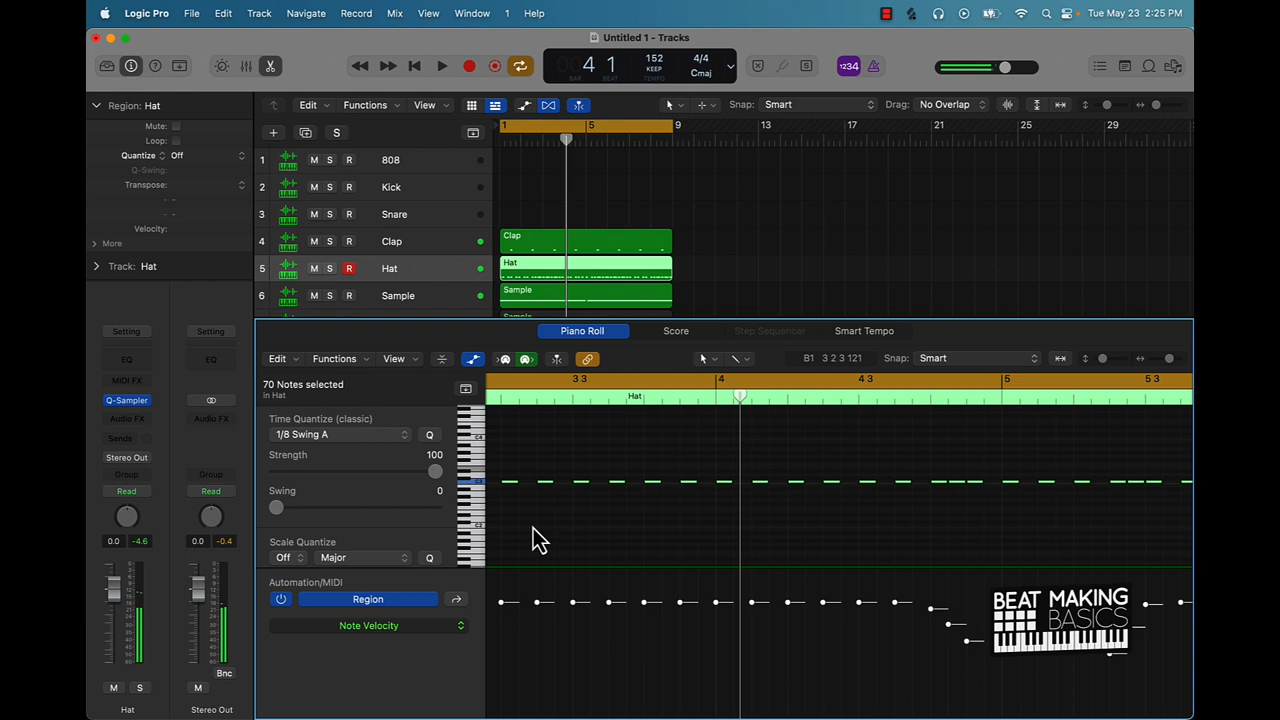 Logic Pro File Edit Track Navigate Record Mix View Window 1 Help Tue May 23 2:25 PM
Untitled 1 - Tracks
00 4 1 152 4/4
BAR BEAT KEEP TEMPO Cmaj
1234
S
Region: Hat
Edit Functions View Snap: Smart Drag: No Overlap
Mute:
Loop:
Quantize Off
Q-Swing:
Transpose:
Velocity:
More
Track: Hat
S
1 5 9 13 17 21 25 29
1 M S R 808
2 M S R Kick
3 M S R Snare
4 M S R Clap
Clap
5 M S R Hat
Hat
6 M S R Sample
Sample
Setting Setting
EQ EQ
MIDI FX
Q-Sampler
Audio FX Audio FX
Sends
Stereo Out
Group Group
Read Read
0.0 -4.6 0.0 -0.4
Bnc
M S M
Hat Stereo Out
Piano Roll Score Step Sequencer Smart Tempo
Edit Functions View B1 3 2 3 121 Snap: Smart
70 Notes selected
in Hat
3 3 4 4 3 5 5 3
Hat
Time Quantize (classic)
1/8 Swing A Q
Strength 100
Swing 0
Scale Quantize
Off Major Q
C4
C3
C2
Automation/MIDI
Region
Note Velocity
BEAT MAKING
BASICS